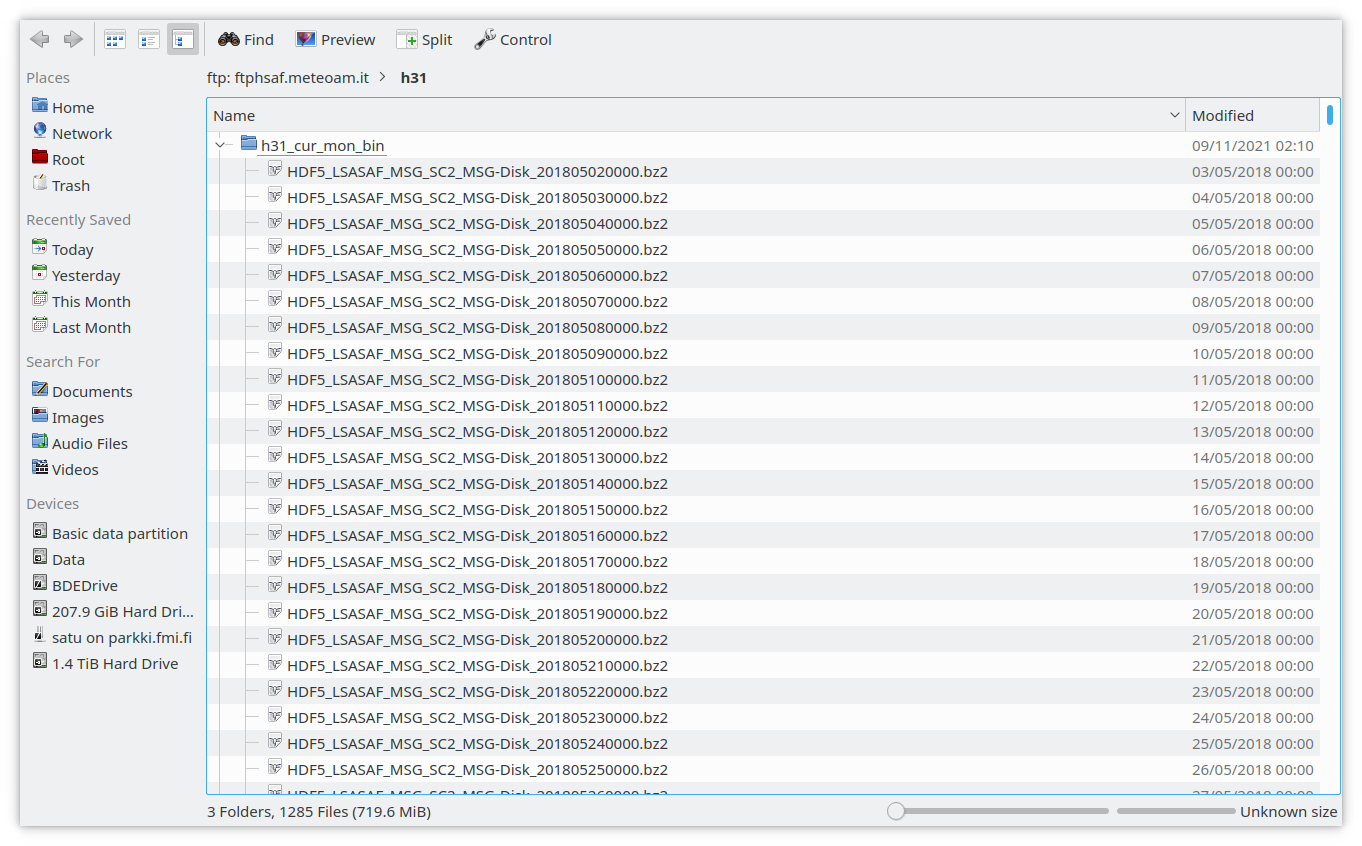 Find Preview Split Control
Places
Home
Network
Root
Trash
Recently Saved
Today
Yesterday
This Month
Last Month
Search For
Documents
Images
Audio Files
Videos
Devices
Basic data partition
Data
BDEDrive
207.9 GiB Hard Dri...
satu on parkki.fmi.fi
1.4 TiB Hard Drive
ftp: ftphsaf.meteoam.it > h31
Name Modified
h31_cur_mon_bin 09/11/2021 02:10
HDF5_LSASAF_MSG_SC2_MSG-Disk_201805020000.bz2 03/05/2018 00:00
HDF5_LSASAF_MSG_SC2_MSG-Disk_201805030000.bz2 04/05/2018 00:00
HDF5_LSASAF_MSG_SC2_MSG-Disk_201805040000.bz2 05/05/2018 00:00
HDF5_LSASAF_MSG_SC2_MSG-Disk_201805050000.bz2 06/05/2018 00:00
HDF5_LSASAF_MSG_SC2_MSG-Disk_201805060000.bz2 07/05/2018 00:00
HDF5_LSASAF_MSG_SC2_MSG-Disk_201805070000.bz2 08/05/2018 00:00
HDF5_LSASAF_MSG_SC2_MSG-Disk_201805080000.bz2 09/05/2018 00:00
HDF5_LSASAF_MSG_SC2_MSG-Disk_201805090000.bz2 10/05/2018 00:00
HDF5_LSASAF_MSG_SC2_MSG-Disk_201805100000.bz2 11/05/2018 00:00
HDF5_LSASAF_MSG_SC2_MSG-Disk_201805110000.bz2 12/05/2018 00:00
HDF5_LSASAF_MSG_SC2_MSG-Disk_201805120000.bz2 13/05/2018 00:00
HDF5_LSASAF_MSG_SC2_MSG-Disk_201805130000.bz2 14/05/2018 00:00
HDF5_LSASAF_MSG_SC2_MSG-Disk_201805140000.bz2 15/05/2018 00:00
HDF5_LSASAF_MSG_SC2_MSG-Disk_201805150000.bz2 16/05/2018 00:00
HDF5_LSASAF_MSG_SC2_MSG-Disk_201805160000.bz2 17/05/2018 00:00
HDF5_LSASAF_MSG_SC2_MSG-Disk_201805170000.bz2 18/05/2018 00:00
HDF5_LSASAF_MSG_SC2_MSG-Disk_201805180000.bz2 19/05/2018 00:00
HDF5_LSASAF_MSG_SC2_MSG-Disk_201805190000.bz2 20/05/2018 00:00
HDF5_LSASAF_MSG_SC2_MSG-Disk_201805200000.bz2 21/05/2018 00:00
HDF5_LSASAF_MSG_SC2_MSG-Disk_201805210000.bz2 22/05/2018 00:00
HDF5_LSASAF_MSG_SC2_MSG-Disk_201805220000.bz2 23/05/2018 00:00
HDF5_LSASAF_MSG_SC2_MSG-Disk_201805230000.bz2 24/05/2018 00:00
HDF5_LSASAF_MSG_SC2_MSG-Disk_201805240000.bz2 25/05/2018 00:00
HDF5_LSASAF_MSG_SC2_MSG-Disk_201805250000.bz2 26/05/2018 00:00
3 Folders, 1285 Files (719.6 MiB) Unknown size